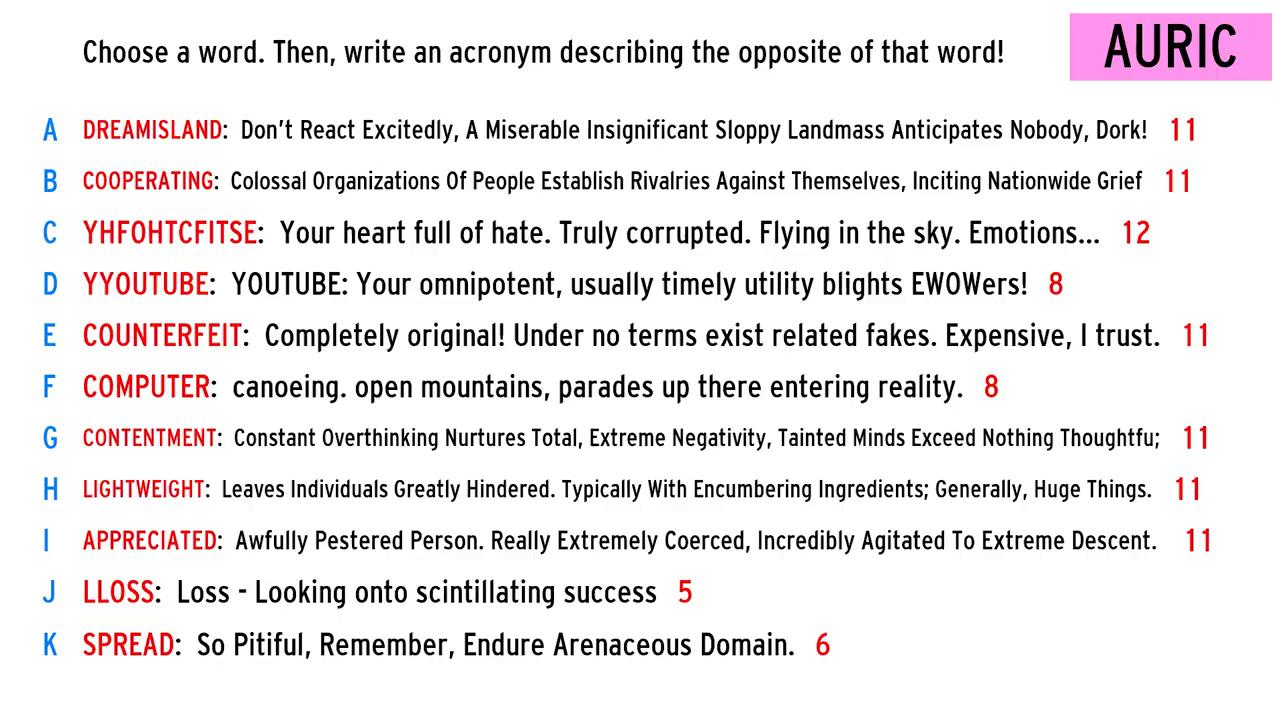 Choose a word. Then, write an acronym describing the opposite of that word!
AURIC
A DREAMISLAND: Don't React Excitedly, A Miserable Insignificant Sloppy Landmass Anticipates Nobody, Dork! 11
B COOPERATING: Colossal Organizations Of People Establish Rivalries Against Themselves, Inciting Nationwide Grief 11
C YHFOHTCFITSE: Your heart full of hate. Truly corrupted. Flying in the sky. Emotions... 12
D YYOUTUBE: YOUTUBE: Your omnipotent, usually timely utility blights EWOWers! 8
E COUNTERFEIT: Completely original! Under no terms exist related fakes. Expensive, I trust. 11
F COMPUTER: canoeing. open mountains, parades up there entering reality. 8
G CONTENTMENT: Constant Overthinking Nurtures Total, Extreme Negativity, Tainted Minds Exceed Nothing Thoughtfu; 11
H LIGHTWEIGHT: Leaves Individuals Greatly Hindered. Typically With Encumbering Ingredients; Generally, Huge Things. 11
I APPRECIATED: Awfully Pestered Person. Really Extremely Coerced, Incredibly Agitated To Extreme Descent. 11
J LLOSS: Loss - Looking onto scintillating success 5
K SPREAD: So Pitiful, Remember, Endure Arenaceous Domain. 6